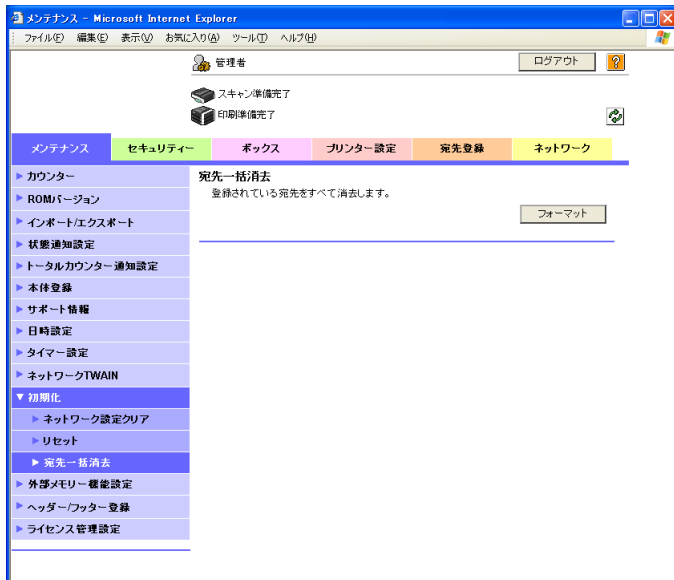 メンテナンス - Microsoft Internet Explorer
ファイル(F) 編集(E) 表示(V) お気に入り(A) ツール(T) ヘルプ(H)
管理者
ログアウト
?
スキャン準備完了
印刷準備完了
メンテナンス セキュリティー ボックス プリンター設定 宛先登録 ネットワーク
カウンター
ROMバージョン
インポート/エクスポート
状態通知設定
トータルカウンター通知設定
本体登録
サポート情報
日時設定
タイマー設定
ネットワークTWAIN
初期化
ネットワーク設定クリア
リセット
宛先一括消去
外部メモリー機能設定
ヘッダー/フッター登録
ライセンス管理設定
宛先一括消去
登録されている宛先をすべて消去します。
フォーマット